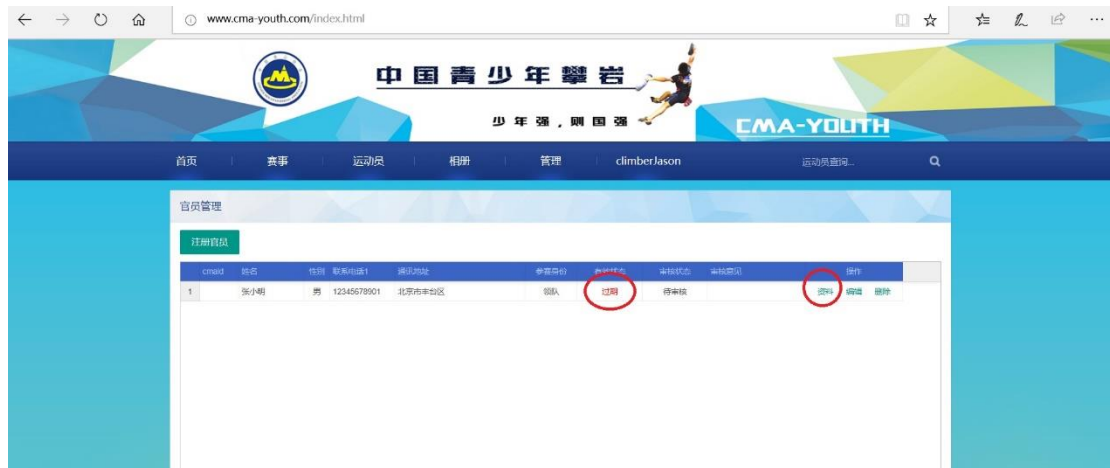 www.cma-youth.com/index.html
中国青少年攀岩
少年强,则国强
CMA-YOUTH
首页 赛事 运动员 相册 管理 climberJason 运动员查询...
官员管理
注册官员
cmaid 姓名 性别 联系电话1 通讯地址 参赛身份 参赛状态 审核状态 审核意见 操作
1 张小明 男 12345678901 北京市丰台区 领队 过期 待审核 资料 编辑 删除